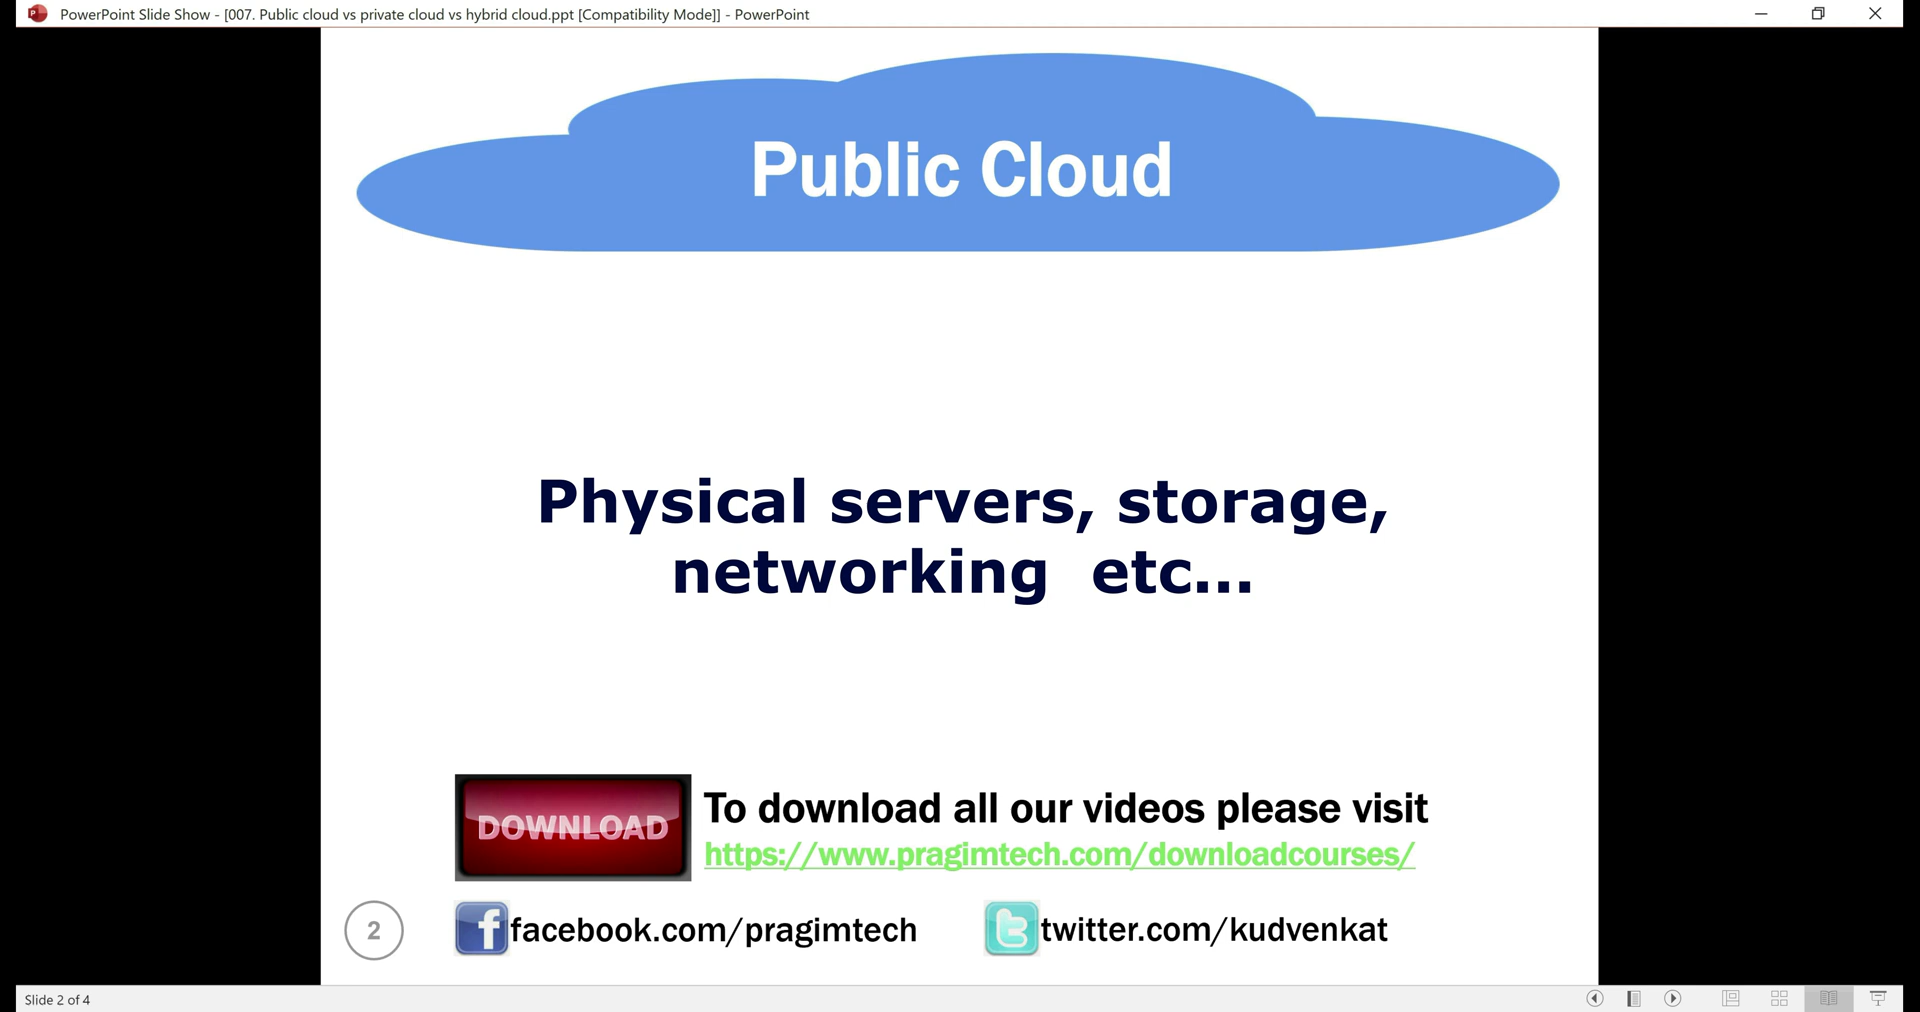 PowerPoint Slide Show - [007. Public cloud vs private cloud vs hybrid cloud.ppt [Compatibility Mode]] - PowerPoint
Public Cloud
Physical servers, storage,
networking etc...
DOWNLOAD
To download all our videos please visit
https://www.pragimtech.com/downloadcourses/
2
facebook.com/pragimtech
twitter.com/kudvenkat
Slide 2 of 4